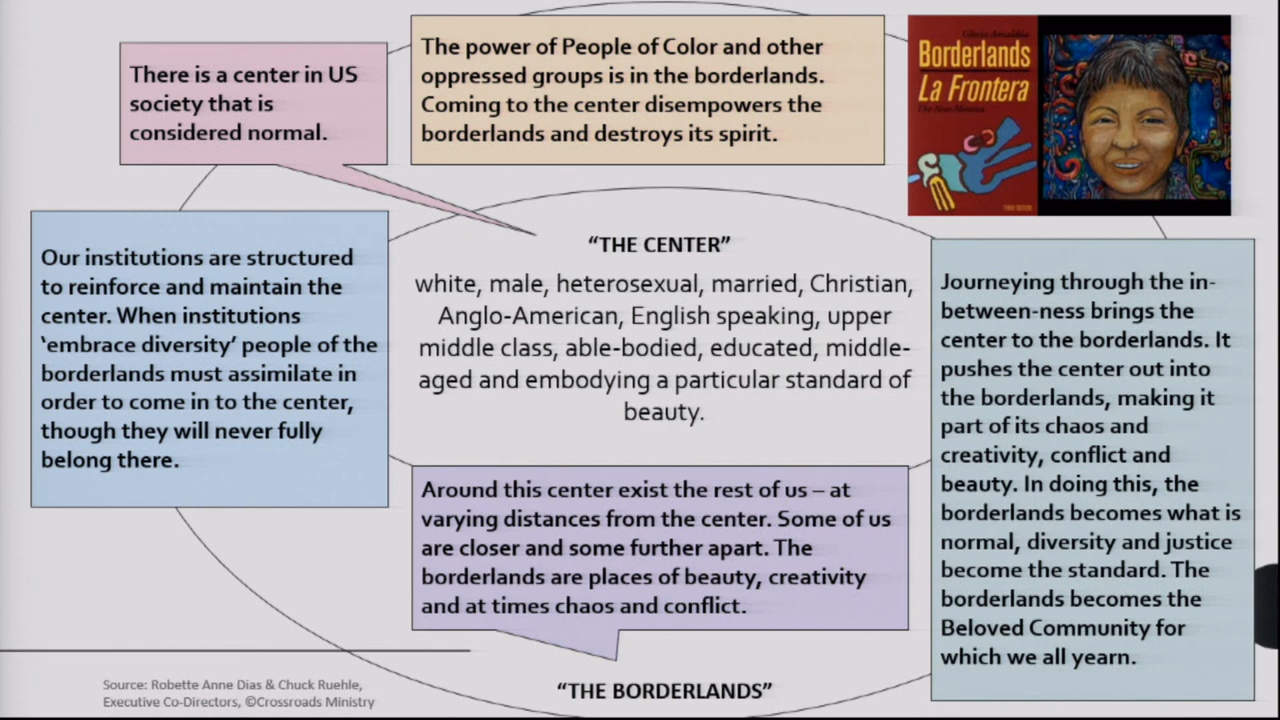 There is a center in US
society that is
considered normal.
The power of People of Color and other
oppressed groups is in the borderlands.
Coming to the center disempowers the
borderlands and destroys its spirit.
Gloria Anzaldúa
Borderlands
La Frontera
The New Mestiza
THIRD EDITION
Our institutions are structured
to reinforce and maintain the
center. When institutions
‘embrace diversity’ people of the
borderlands must assimilate in
order to come in to the center,
though they will never fully
belong there.
“THE CENTER”
white, male, heterosexual, married, Christian,
Anglo-American, English speaking, upper
middle class, able-bodied, educated, middle-
aged and embodying a particular standard of
beauty.
Journeying through the in-
between-ness brings the
center to the borderlands. It
pushes the center out into
the borderlands, making it
part of its chaos and
creativity, conflict and
beauty. In doing this, the
borderlands becomes what is
normal, diversity and justice
become the standard. The
borderlands becomes the
Beloved Community for
which we all yearn.
Around this center exist the rest of us – at
varying distances from the center. Some of us
are closer and some further apart. The
borderlands are places of beauty, creativity
and at times chaos and conflict.
“THE BORDERLANDS”
Source: Robette Anne Dias & Chuck Ruehle,
Executive Co-Directors, ©Crossroads Ministry